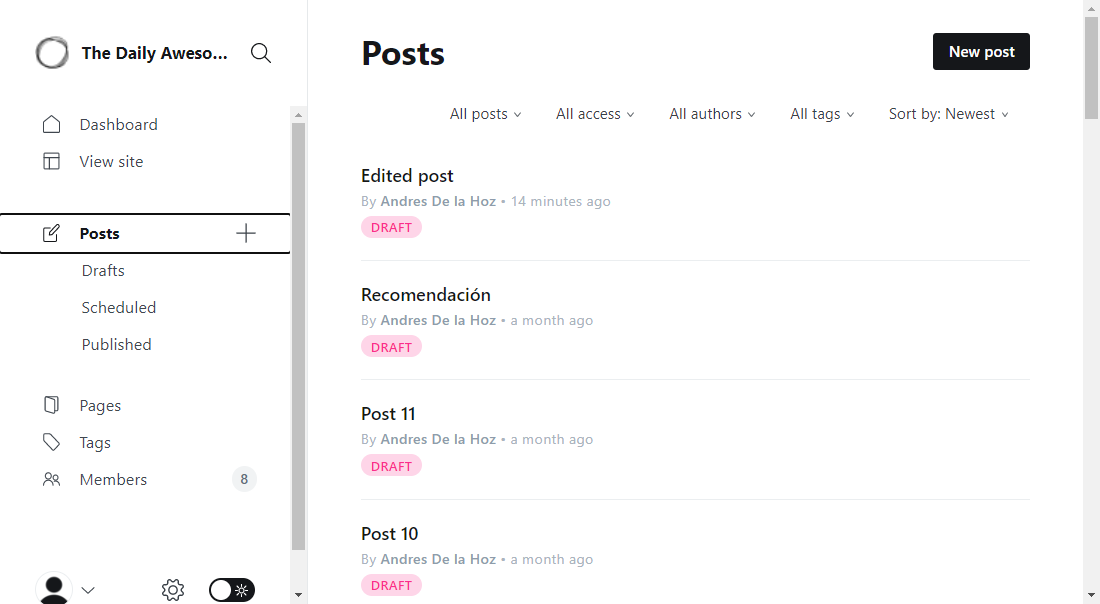 The Daily Aweso...
Dashboard
View site
Posts
Drafts
Scheduled
Published
Pages
Tags
Members
8
Posts
New post
All posts
All access
All authors
All tags
Sort by: Newest
Edited post
By Andres De la Hoz • 14 minutes ago
DRAFT
Recomendación
By Andres De la Hoz • a month ago
DRAFT
Post 11
By Andres De la Hoz • a month ago
DRAFT
Post 10
By Andres De la Hoz • a month ago
DRAFT